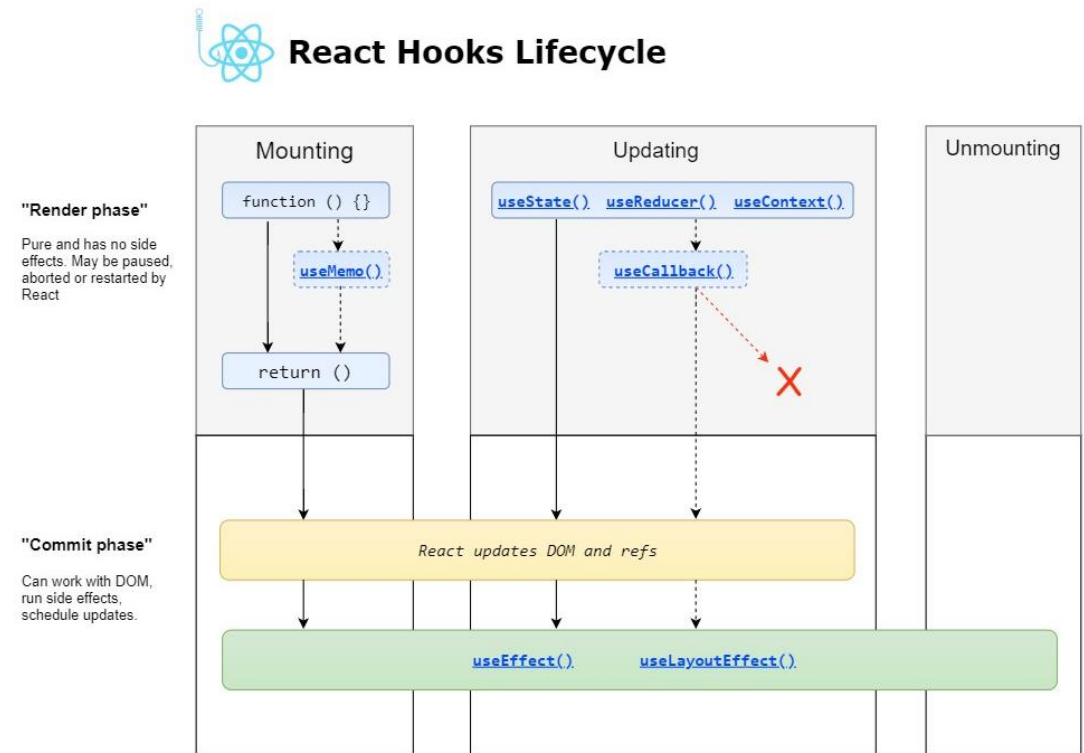 React Hooks Lifecycle
Mounting
Updating
Unmounting
"Render phase"
Pure and has no side
effects. May be paused,
aborted or restarted by
React
function () {}
useMemo()
return ()
useState() useReducer() useContext()
useCallback()
"Commit phase"
Can work with DOM,
run side effects,
schedule updates.
React updates DOM and refs
useEffect() useLayoutEffect()